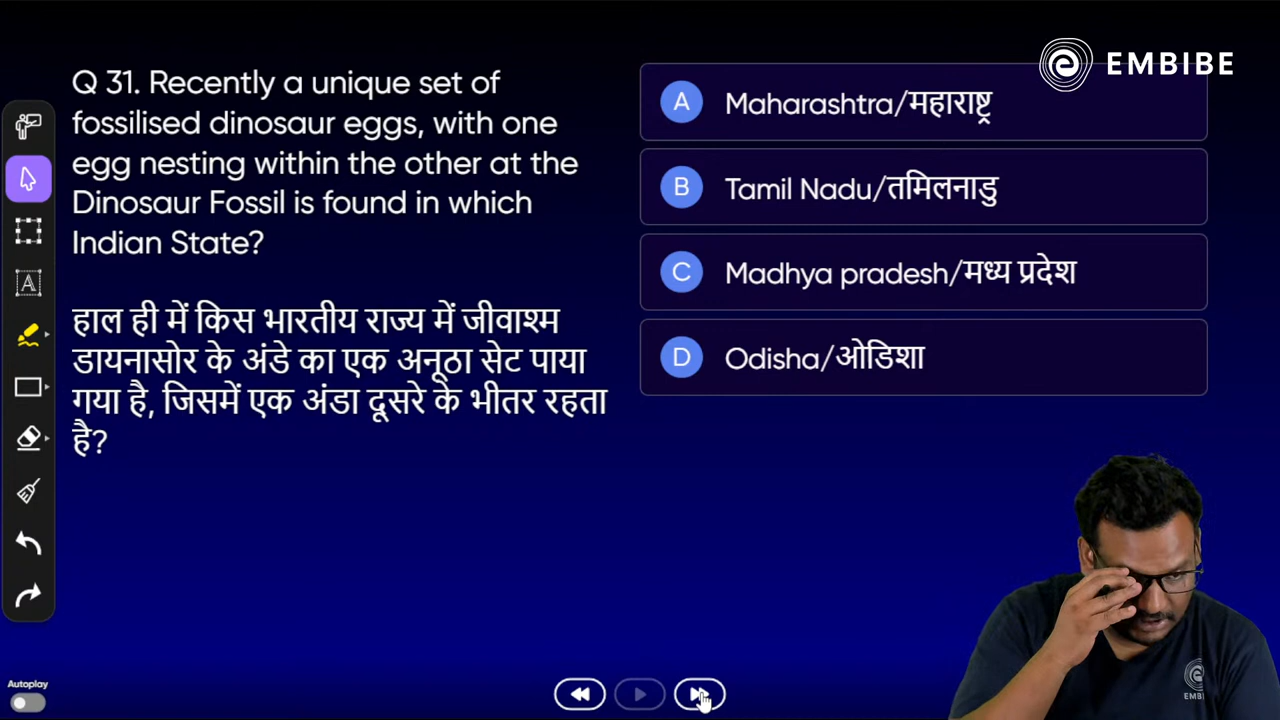 EMBIBE
Q 31. Recently a unique set of
fossilised dinosaur eggs, with one
egg nesting within the other at the
Dinosaur Fossil is found in which
Indian State?
हाल ही में किस भारतीय राज्य में जीवाश्म
डायनासोर के अंडे का एक अनूठा सेट पाया
गया है, जिसमें एक अंडा दूसरे के भीतर रहता
है?
A Maharashtra/महाराष्ट्र
B Tamil Nadu/तमिलनाडु
C Madhya pradesh/मध्य प्रदेश
D Odisha/ओडिशा
A
Autoplay
EMB